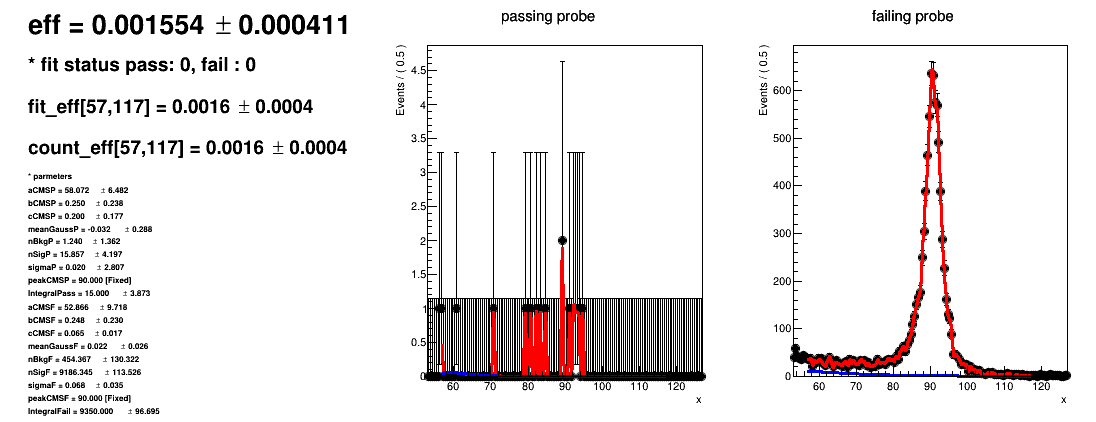 eff = 0.001554 ± 0.000411
* fit status pass: 0, fail : 0
fit_eff[57,117] = 0.0016 ± 0.0004
count_eff[57,117] = 0.0016 ± 0.0004
* parmeters
aCMSP = 58.072 ± 6.482
bCMSP = 0.250 ± 0.238
cCMSP = 0.200 ± 0.177
meanGaussP = -0.032 ± 0.288
nBkgP = 1.240 ± 1.362
nSigP = 15.857 ± 4.197
sigmaP = 0.020 ± 2.807
peakCMSP = 90.000 [Fixed]
IntegralPass = 15.000 ± 3.873
aCMSF = 52.866 ± 9.718
bCMSF = 0.248 ± 0.230
cCMSF = 0.065 ± 0.017
meanGaussF = 0.022 ± 0.026
nBkgF = 454.367 ± 130.322
nSigF = 9186.345 ± 113.526
sigmaF = 0.068 ± 0.035
peakCMSF = 90.000 [Fixed]
IntegralFail = 9350.000 ± 96.695
passing probe
Events / ( 0.5 )
4.5
4
3.5
3
2.5
2
1.5
1
0.5
0
60 70 80 90 100 110 120
x
failing probe
Events / ( 0.5 )
600
500
400
300
200
100
0
60 70 80 90 100 110 120
x